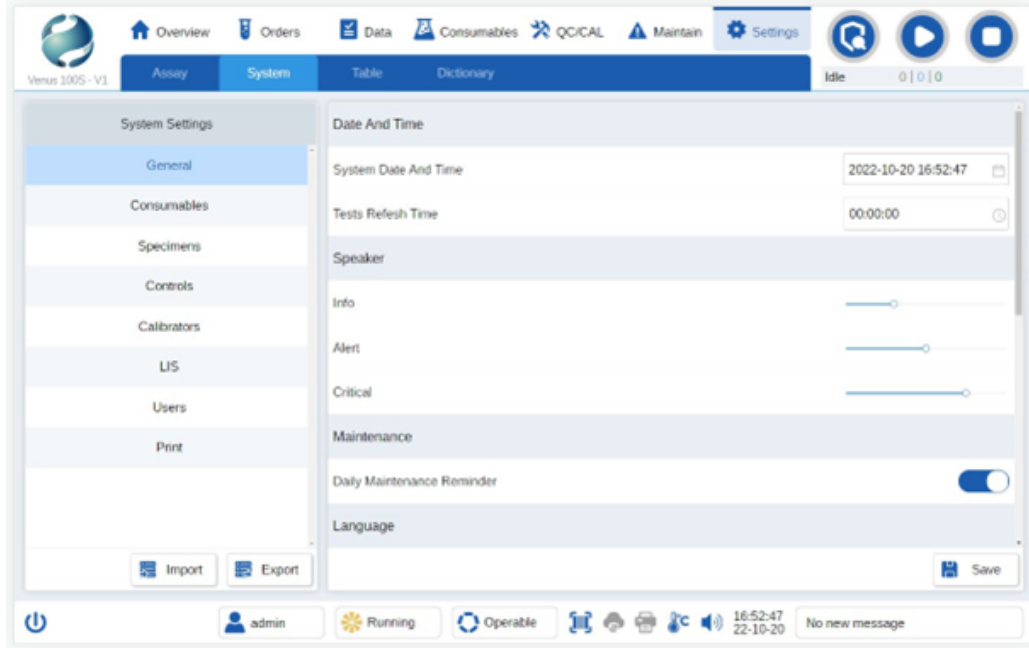 Overview Orders Data Consumables QC/CAL Maintain Settings
Venus 100S - V1
Assay System Table Dictionary
Idle 0 | 0 | 0
System Settings
General
Consumables
Specimens
Controls
Calibrators
LIS
Users
Print
Import Export
Date And Time
System Date And Time 2022-10-20 16:52:47
Tests Refesh Time 00:00:00
Speaker
Info
Alert
Critical
Maintenance
Daily Maintenance Reminder
Language
Save
admin Running Operable °C 16:52:47
22-10-20
No new message